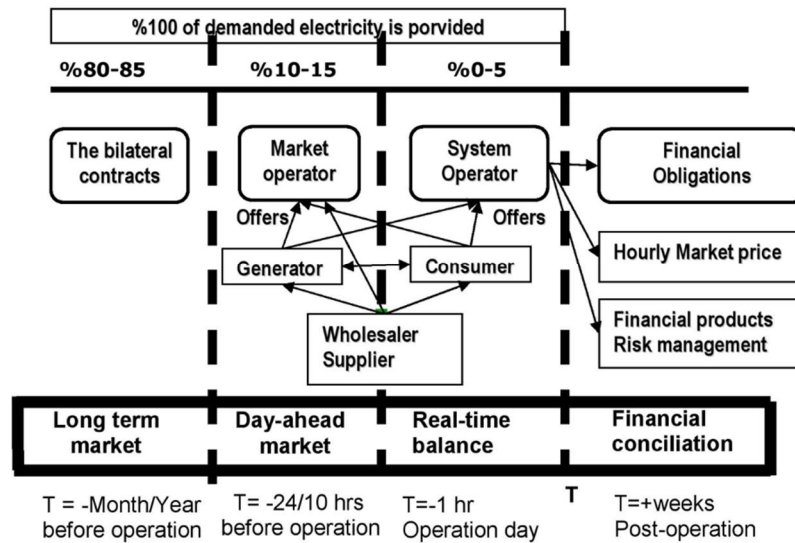 %100 of demanded electricity is porvided
%80-85
%10-15
%0-5
The bilateral
contracts
Market
operator
System
Operator
Financial
Obligations
Offers
Offers
Generator
Consumer
Hourly Market price
Wholesaler
Supplier
Financial products
Risk management
Long term
market
Day-ahead
market
Real-time
balance
Financial
conciliation
T = -Month/Year
before operation
T = -24/10 hrs
before operation
T=-1 hr
Operation day
T
T=+weeks
Post-operation